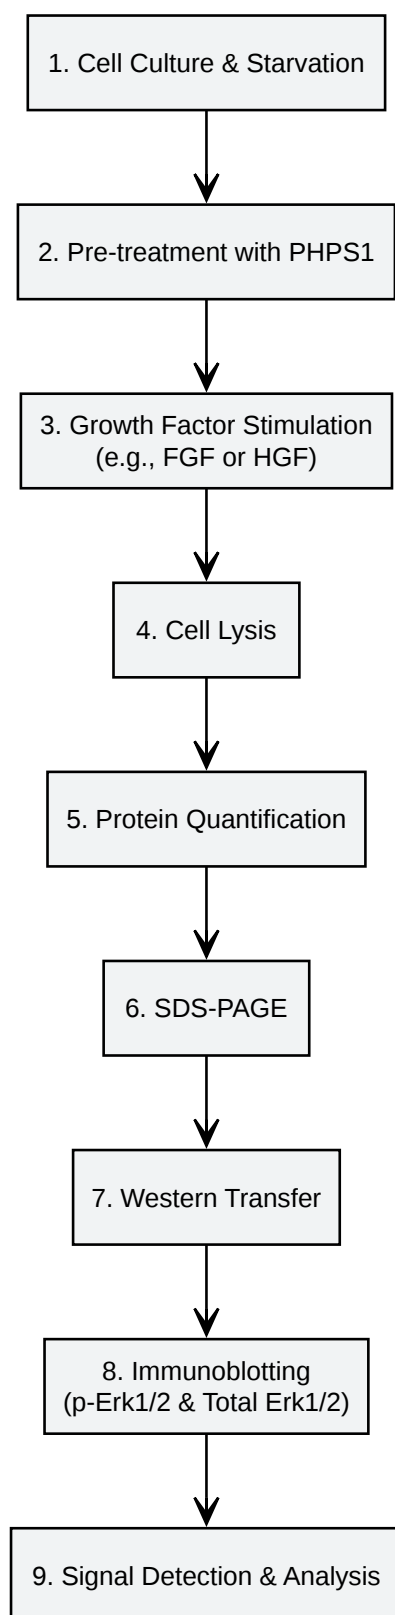 1. Cell Culture & Starvation
2. Pre-treatment with PHPS1
3. Growth Factor Stimulation
(e.g., FGF or HGF)
4. Cell Lysis
5. Protein Quantification
6. SDS-PAGE
7. Western Transfer
8. Immunoblotting
(p-Erk1/2 & Total Erk1/2)
9. Signal Detection & Analysis